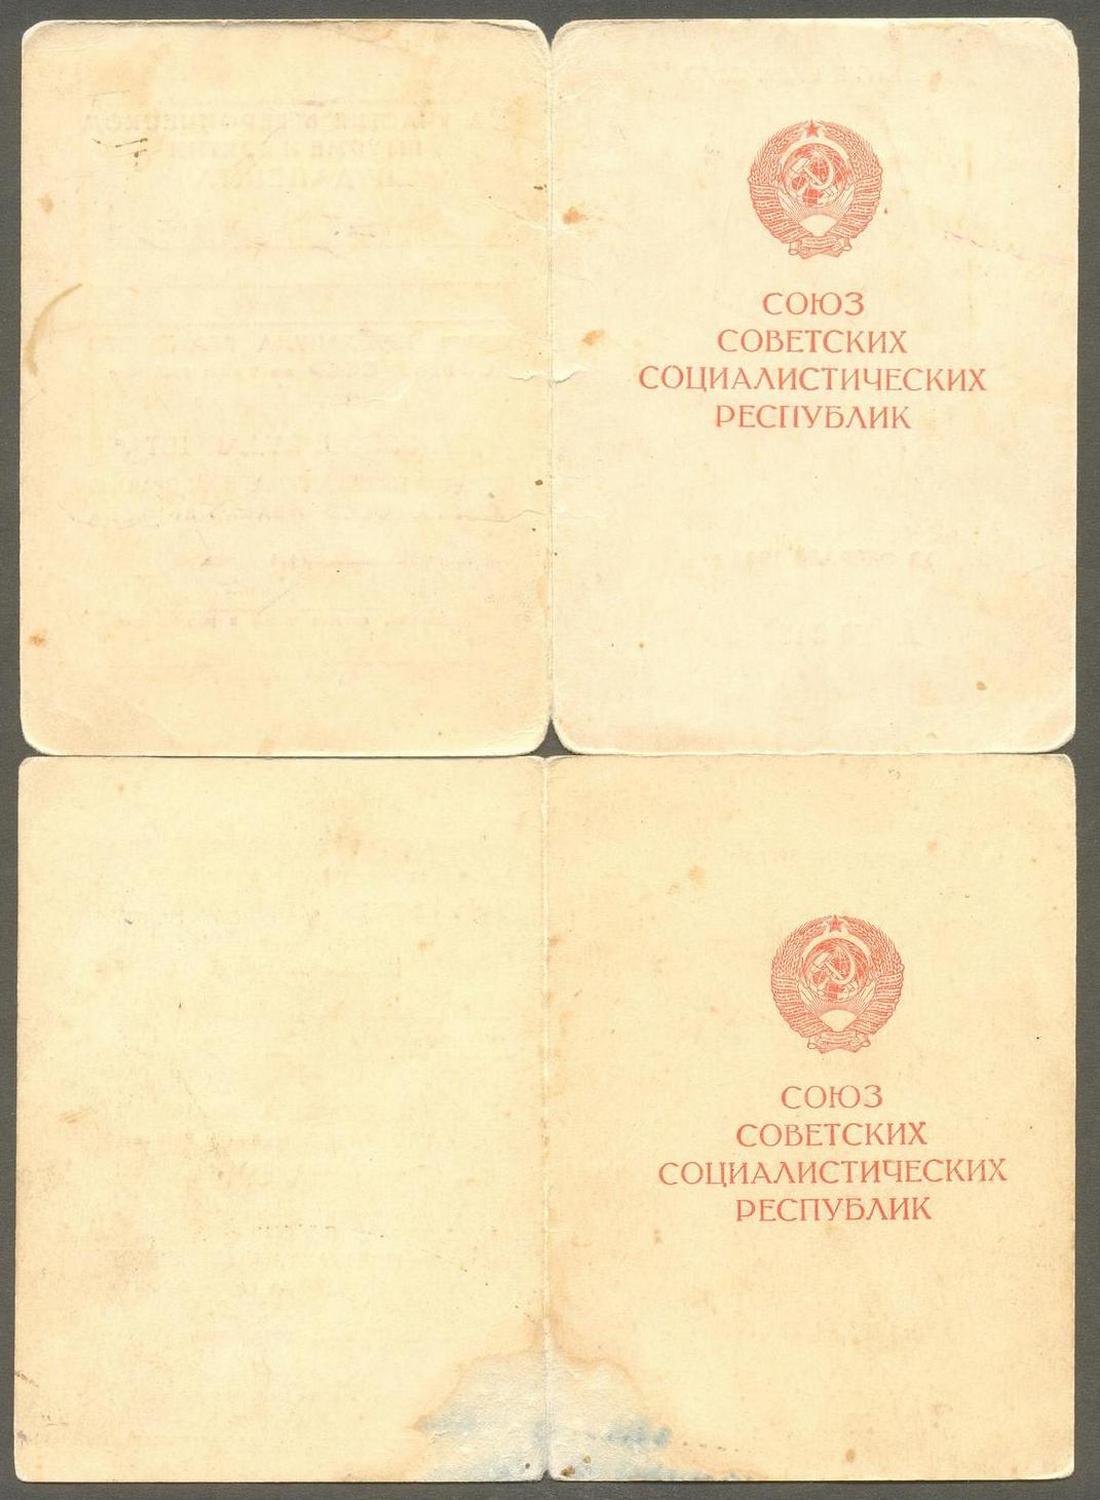 СОЮЗ
СОВЕТСКИХ
СОЦИАЛИСТИЧЕСКИХ
РЕСПУБЛИК
СОЮЗ
СОВЕТСКИХ
СОЦИАЛИСТИЧЕСКИХ
РЕСПУБЛИК